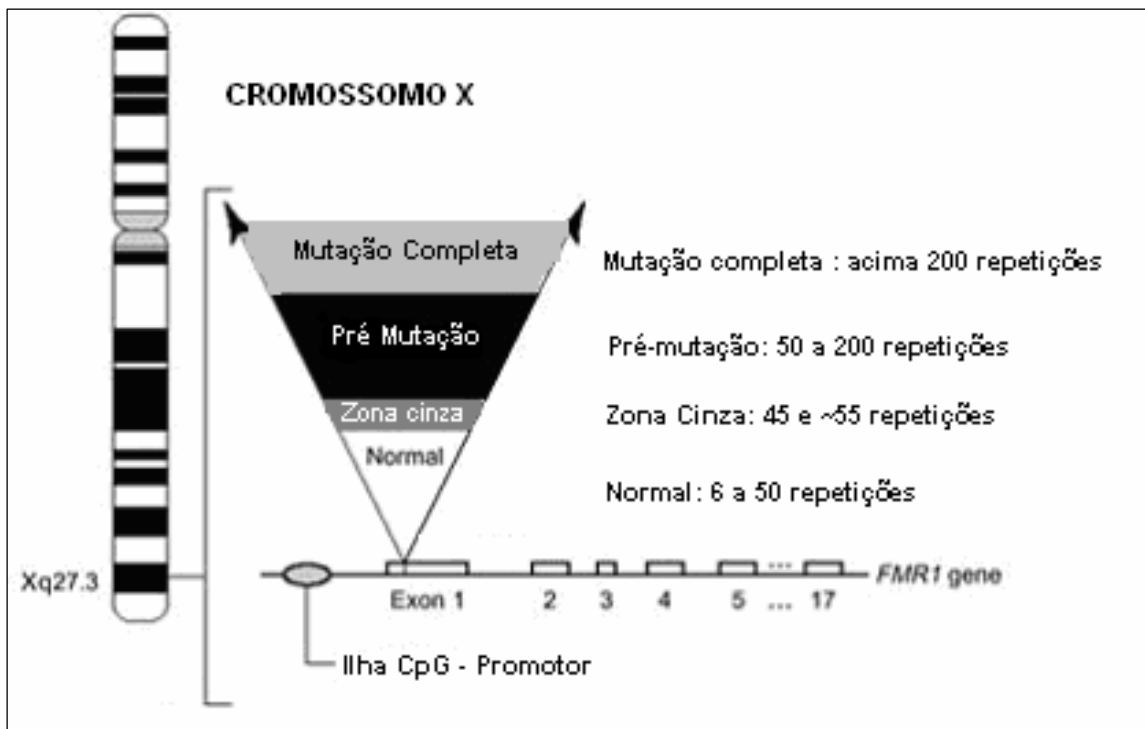 CROMOSSOMO X
Mutação Completa
Mutação completa : acima 200 repetições
Pré Mutação
Pré-mutação: 50 a 200 repetições
Zona cinza
Zona Cinza: 45 e ~55 repetições
Normal
Normal: 6 a 50 repetições
Xq27.3
FMR1 gene
Exon 1 2 3 4 5 ... 17
...
Ilha CpG - Promotor